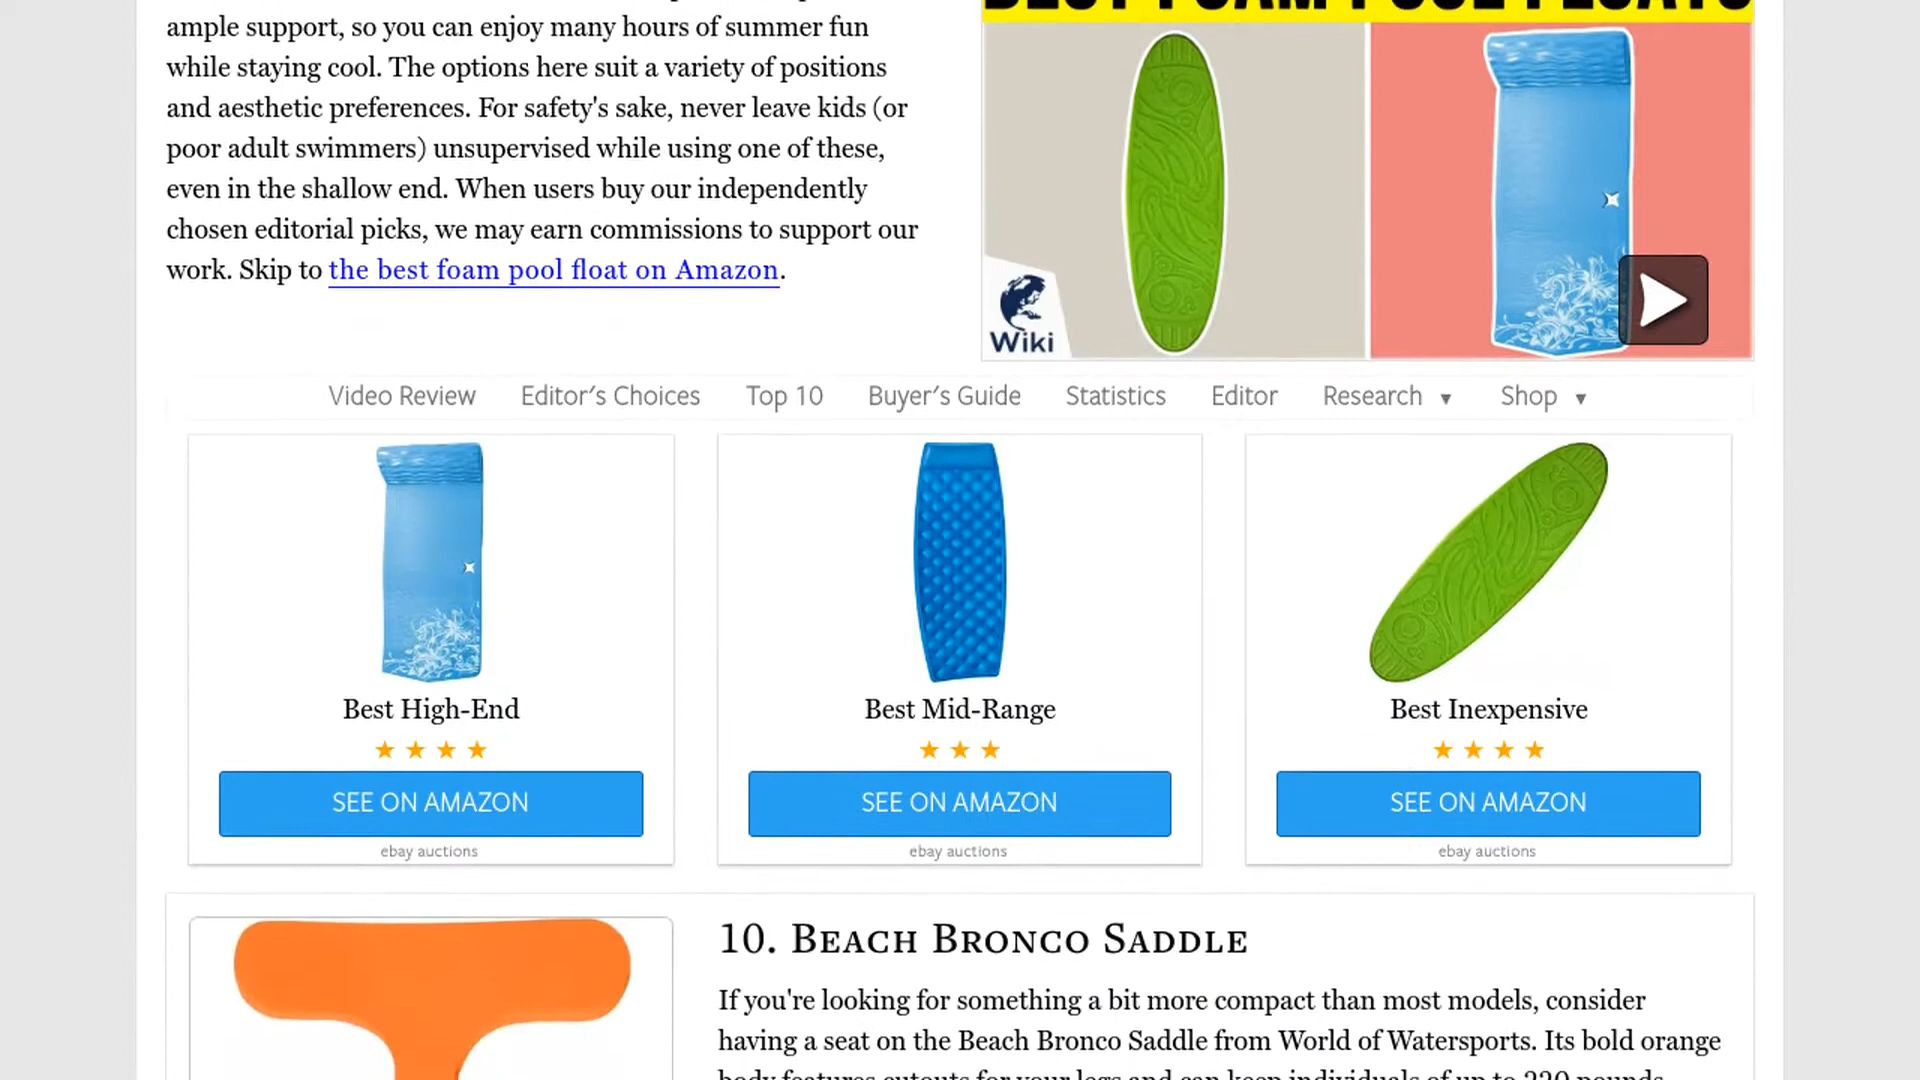 BEST FOAM POOL FLOATS
ample support, so you can enjoy many hours of summer fun
while staying cool. The options here suit a variety of positions
and aesthetic preferences. For safety's sake, never leave kids (or
poor adult swimmers) unsupervised while using one of these,
even in the shallow end. When users buy our independently
chosen editorial picks, we may earn commissions to support our
work. Skip to the best foam pool float on Amazon.
Wiki
Video Review Editor's Choices Top 10 Buyer's Guide Statistics Editor Research ▼ Shop ▼
Best High-End
★ ★ ★ ★
SEE ON AMAZON
ebay auctions
Best Mid-Range
★ ★ ★
SEE ON AMAZON
ebay auctions
Best Inexpensive
★ ★ ★ ★
SEE ON AMAZON
ebay auctions
10. BEACH BRONCO SADDLE
If you're looking for something a bit more compact than most models, consider
having a seat on the Beach Bronco Saddle from World of Watersports. Its bold orange
body features cutouts for your legs and can keep individuals of up to 220 pounds